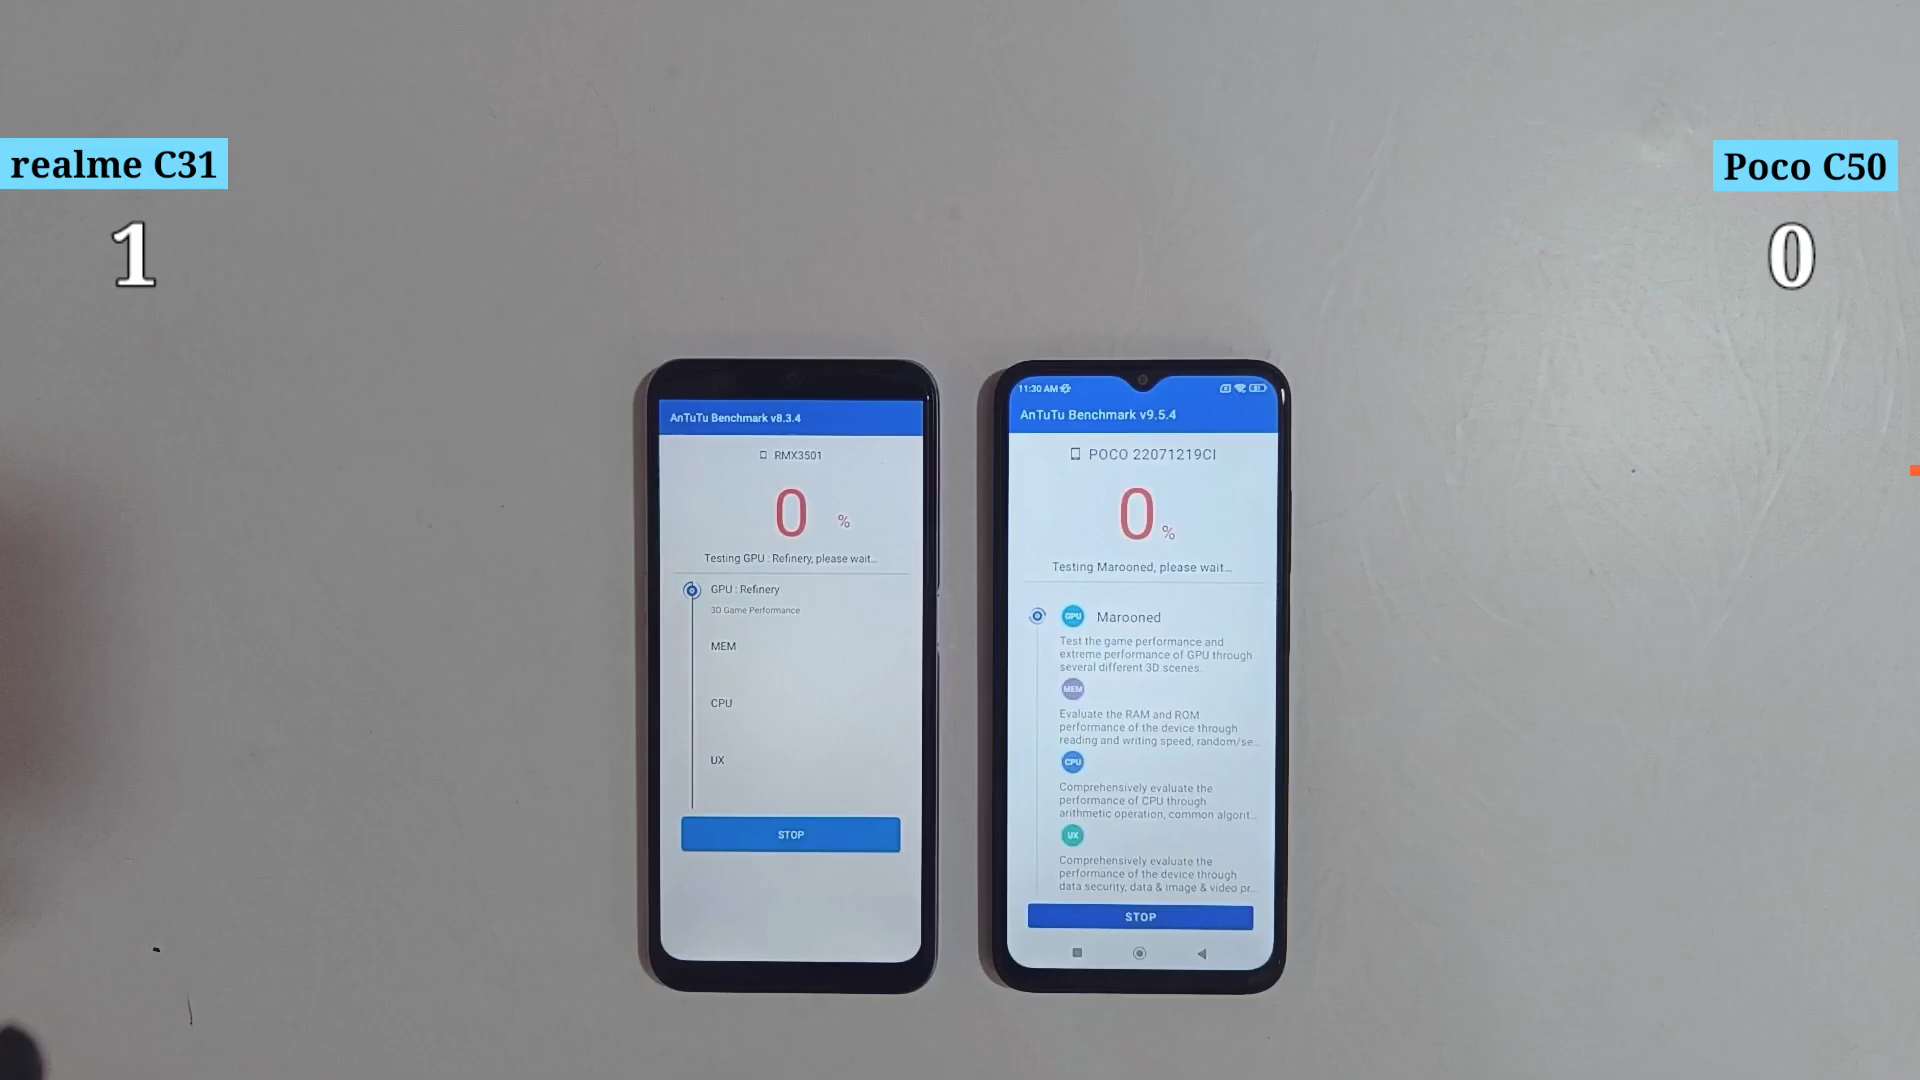 realme C31
1
Poco C50
0
AnTuTu Benchmark v8.3.4
RMX3501
0 %
Testing GPU : Refinery, please wait...
GPU : Refinery
3D Game Performance
MEM
CPU
UX
STOP
11:30 AM
AnTuTu Benchmark v9.5.4
POCO 22071219CI
0 %
Testing Marooned, please wait...
GPU Marooned
Test the game performance and
extreme performance of GPU through
several different 3D scenes.
MEM
Evaluate the RAM and ROM
performance of the device through
reading and writing speed, random/se...
CPU
Comprehensively evaluate the
performance of CPU through
arithmetic operation, common algorit...
UX
Comprehensively evaluate the
performance of the device through
data security, data & image & video pr...
STOP